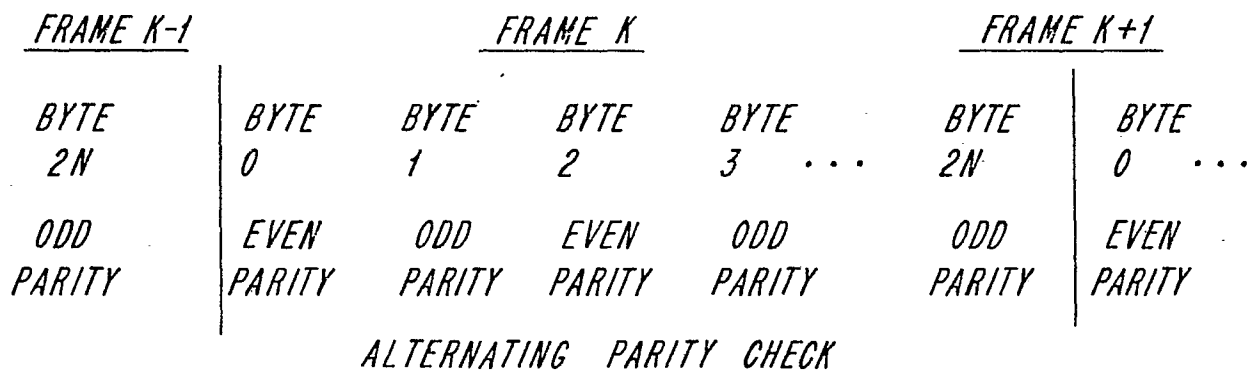 FRAME K-1 FRAME K FRAME K+1
BYTE BYTE BYTE BYTE BYTE BYTE BYTE
2N 0 1 2 3 ... 2N 0 ...
ODD EVEN ODD EVEN ODD ODD EVEN
PARITY PARITY PARITY PARITY PARITY PARITY PARITY
ALTERNATING PARITY CHECK